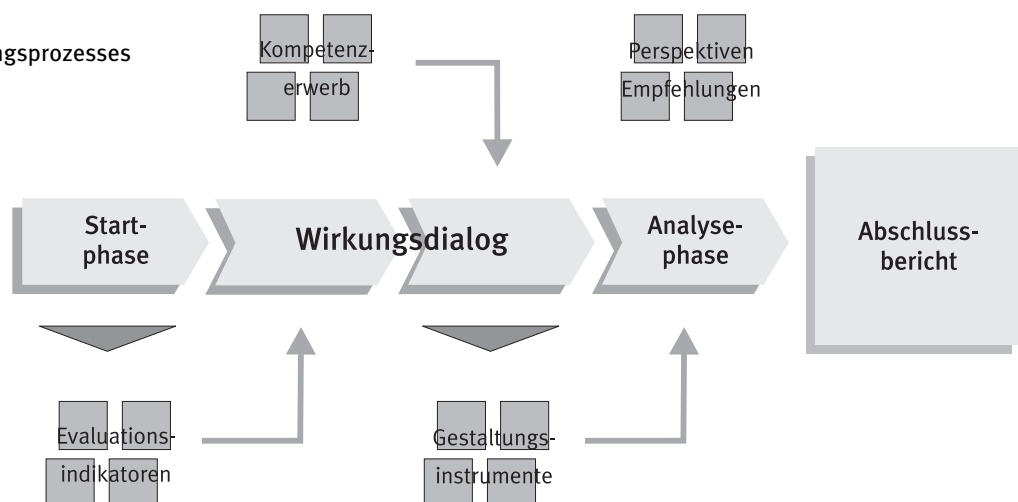 ngsprozesses
Kompetenz-
erwerb
Perspektiven
Empfehlungen
Start-
phase
Wirkungsdialog
Analyse-
phase
Abschluss-
bericht
Evaluations-
indikatoren
Gestaltungs-
instrumente